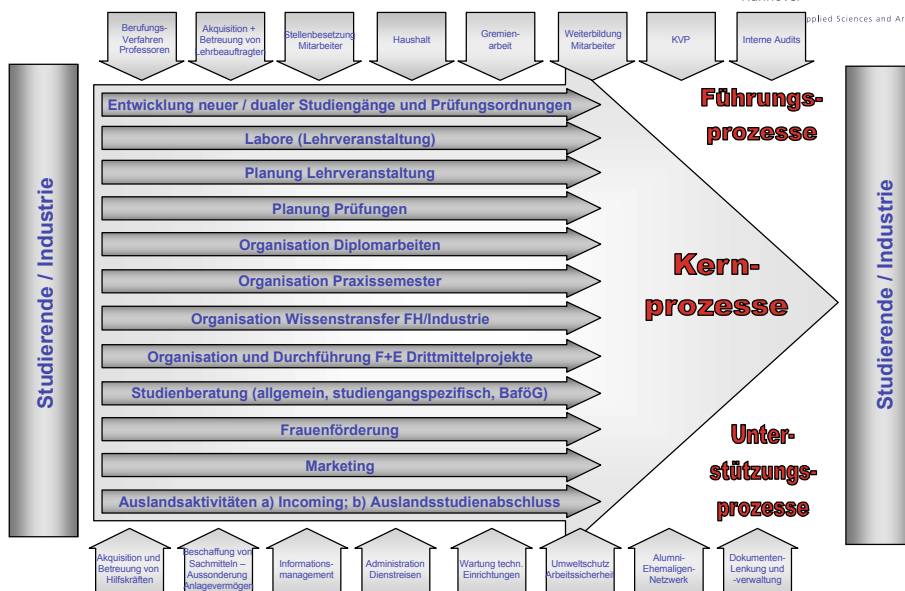 Berufungs-
Verfahren
Professoren
Akquisition +
Betreuung von
Lehrbeauftragten
Stellenbesetzung
Mitarbeiter
Haushalt
Gremien-
arbeit
Weiterbildung
Mitarbeiter
KVP
Interne Audits
Studierende / Industrie
Entwicklung neuer / dualer Studiengänge und Prüfungsordnungen
Labore (Lehrveranstaltung)
Planung Lehrveranstaltung
Planung Prüfungen
Organisation Diplomarbeiten
Organisation Praxissemester
Organisation Wissenstransfer FH/Industrie
Organisation und Durchführung F+E Drittmittelprojekte
Studienberatung (allgemein, studiengangspezifisch, BaföG)
Frauenförderung
Marketing
Auslandsaktivitäten a) Incoming; b) Auslandsstudienabschluss
Führungs-
prozesse
Kern-
prozesse
Unter-
stützungs-
prozesse
Studierende / Industrie
Akquisition und
Betreuung von
Hilfskräften
Beschaffung von
Sachmitteln –
Aussonderung
Anlagevermögen
Informations-
management
Administration
Dienstreisen
Wartung techn.
Einrichtungen
Umweltschutz
Arbeitssicherheit
Alumni-
Ehemaligen-
Netzwerk
Dokumenten-
Lenkung und
-verwaltung